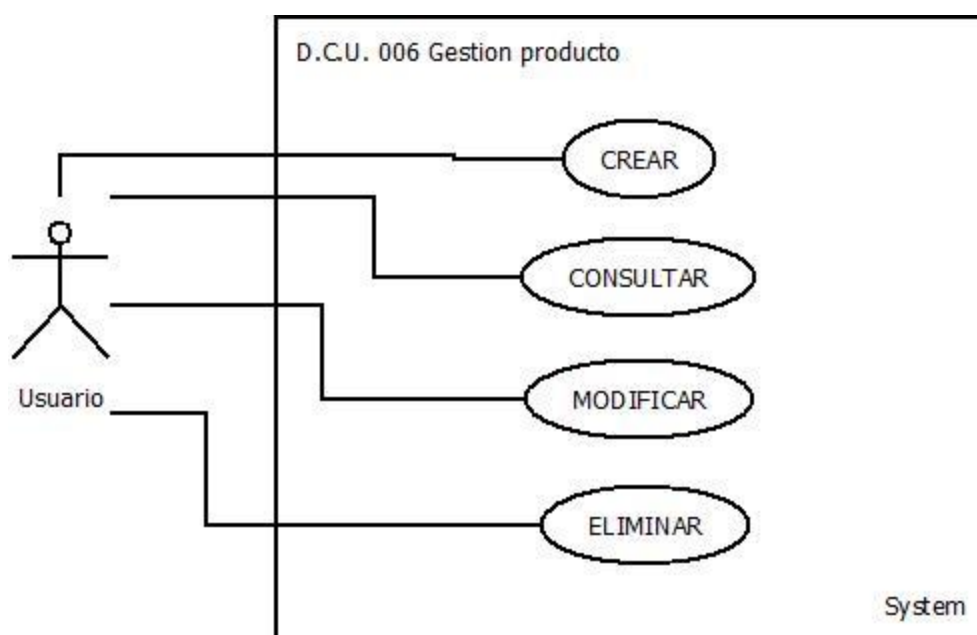 D.C.U. 006 Gestion producto
CREAR
CONSULTAR
MODIFICAR
Usuario
ELIMINAR
System